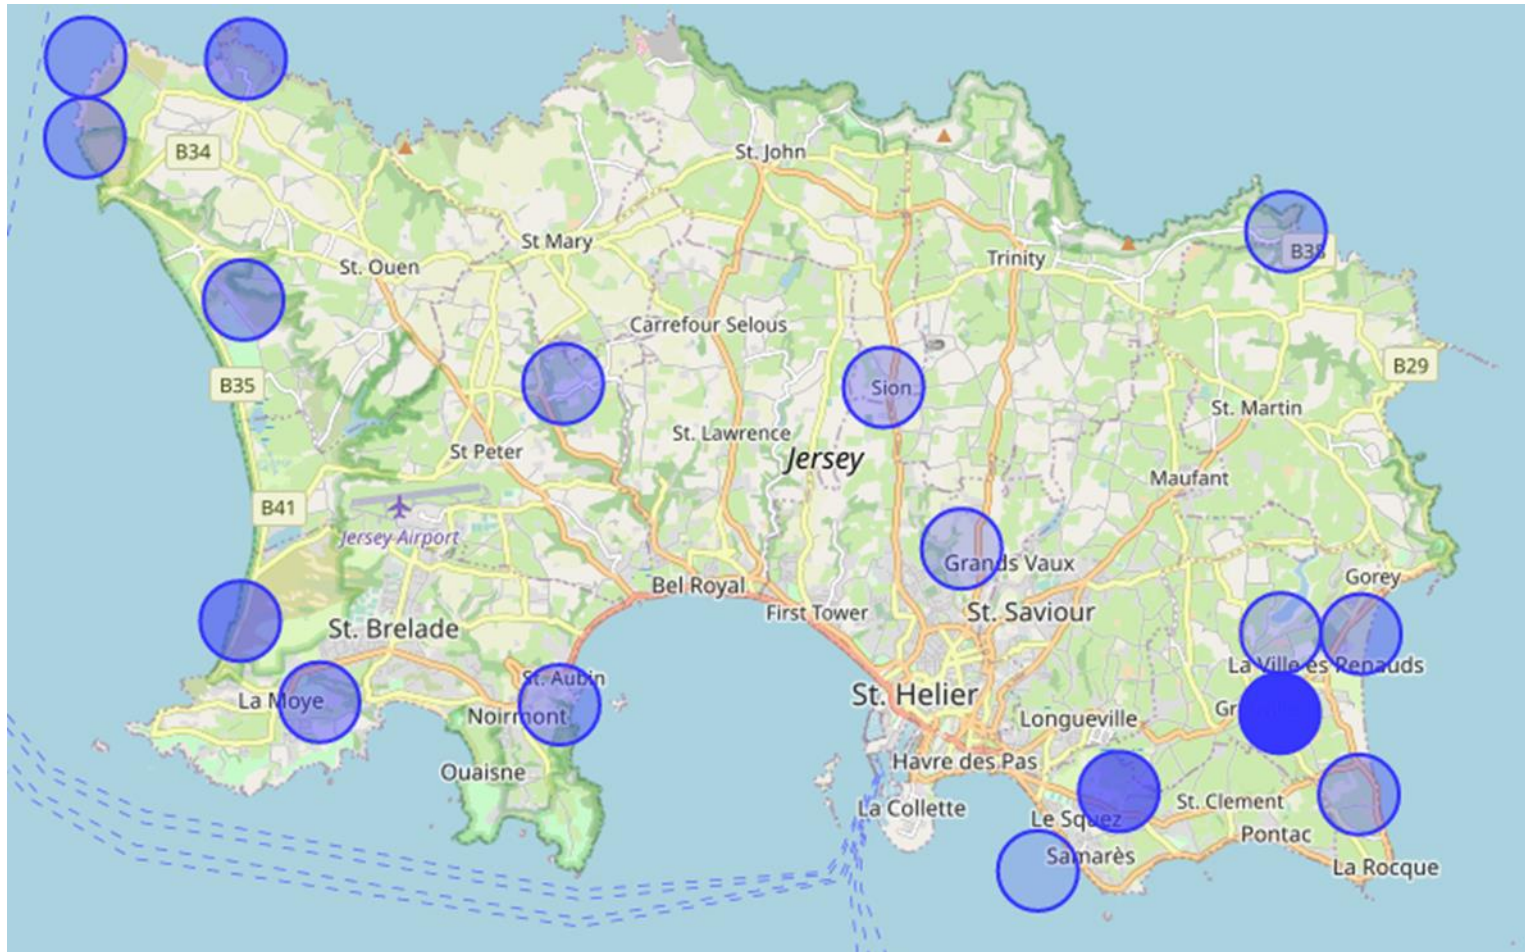 B34
St. John
St Mary
St. Ouen
Trinity
B38
Carrefour Selous
B35
Sion
B29
St. Martin
St. Lawrence
St Peter
Jersey
Maufant
B41
Jersey Airport
Bel Royal
Grands Vaux
Gorey
First Tower
St. Saviour
St. Brelade
La Ville ès Renauds
St. Aubin
La Moye
Noirmont
St. Helier
Longueville
Gr
Havre des Pas
Ouaisne
La Collette
St. Clement
Le Squez
Pontac
Samarès
La Rocque